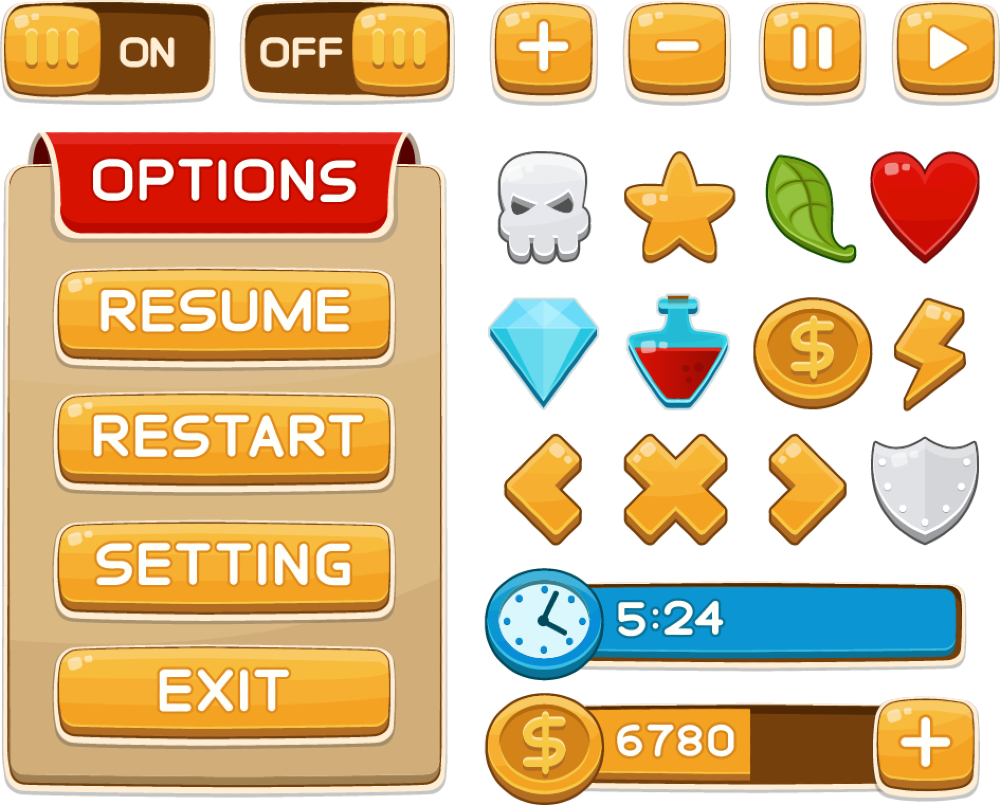 ON
OFF
OPTIONS
RESUME
RESTART
SETTING
EXIT
$
5:24
$
6780